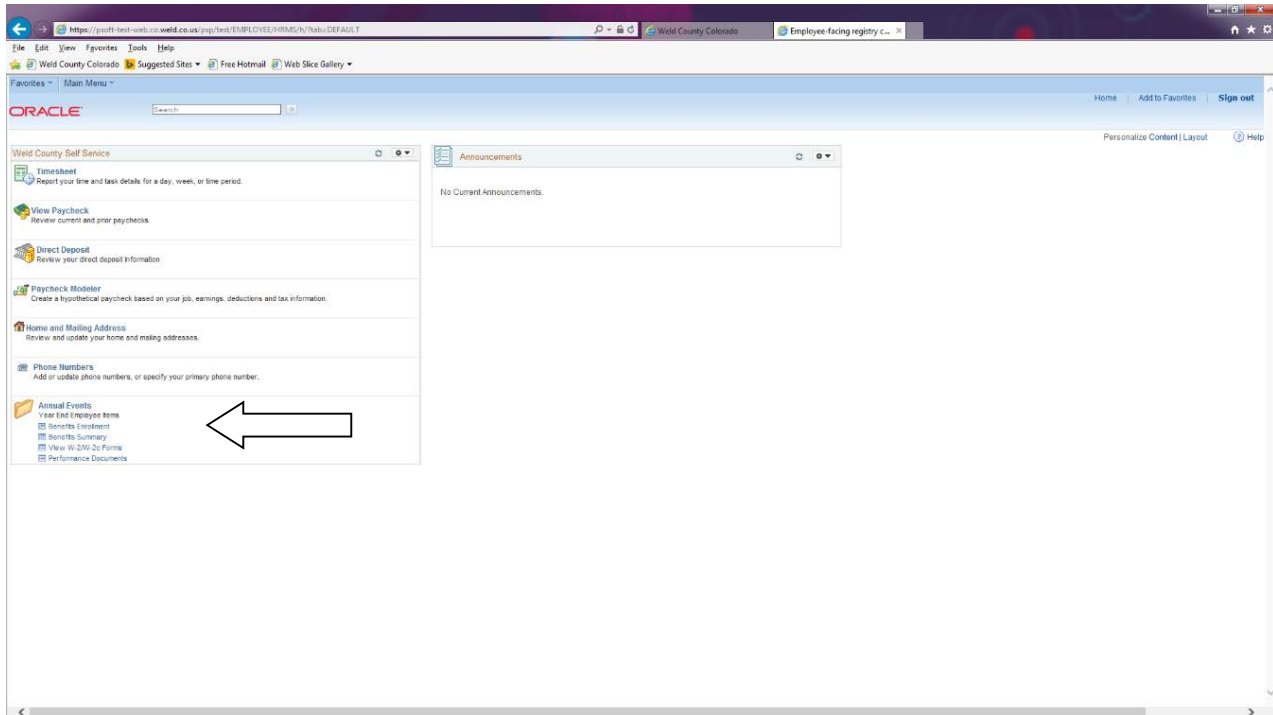 https://psoft-test-web.co.weld.co.us/psp/test/EMPLOYEE/HRMS/h/?tab=DEFAULT
Weld County Colorado
Employee-facing registry c...
File Edit View Favorites Tools Help
Weld County Colorado Suggested Sites Free Hotmail Web Slice Gallery
Favorites Main Menu
Home | Add to Favorites | Sign out
ORACLE
Search
Personalize Content | Layout Help
Weld County Self Service
Announcements
Timesheet
Report your time and task details for a day, week, or time period.
No Current Announcements.
View Paycheck
Review current and prior paychecks.
Direct Deposit
Review your direct deposit information
Paycheck Modeler
Create a hypothetical paycheck based on your job, earnings, deductions and tax information.
Home and Mailing Address
Review and update your home and mailing addresses.
Phone Numbers
Add or update phone numbers, or specify your primary phone number.
Annual Events
Year End Employee Items
Benefits Enrollment
Benefits Summary
View W-2/W-2c Forms
Performance Documents